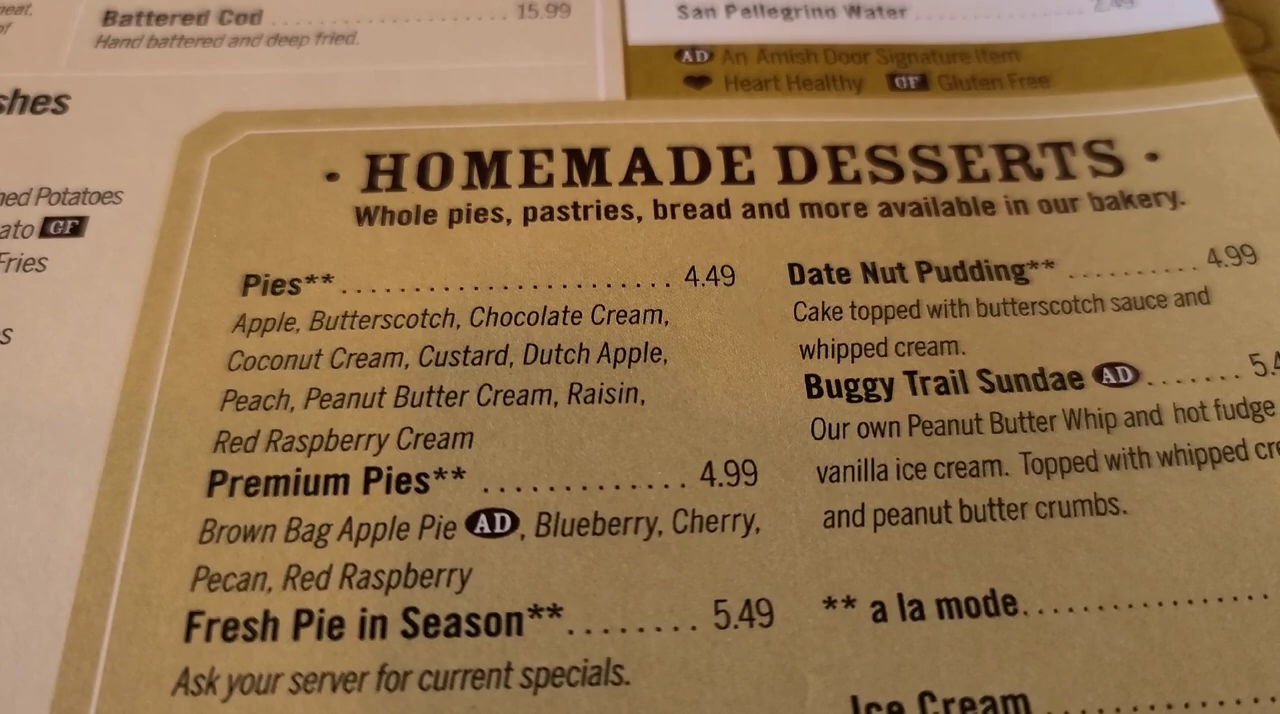 Battered Cod ................................ 15.99
Hand battered and deep fried.
San Pellegrino Water
AD An Amish Door Signature Item
Heart Healthy GF Gluten Free
shes
ned Potatoes
ato GF
Fries
· HOMEMADE DESSERTS ·
Whole pies, pastries, bread and more available in our bakery.
Pies** ....................... 4.49
Apple, Butterscotch, Chocolate Cream,
Coconut Cream, Custard, Dutch Apple,
Peach, Peanut Butter Cream, Raisin,
Red Raspberry Cream
Premium Pies** .............. 4.99
Brown Bag Apple Pie AD, Blueberry, Cherry,
Pecan, Red Raspberry
Fresh Pie in Season** ......... 5.49
Ask your server for current specials.
Date Nut Pudding** .......... 4.99
Cake topped with butterscotch sauce and
whipped cream.
Buggy Trail Sundae AD ....... 5.4
Our own Peanut Butter Whip and hot fudge
vanilla ice cream. Topped with whipped cre
and peanut butter crumbs.
** a la mode.................
Ice Cream ...............